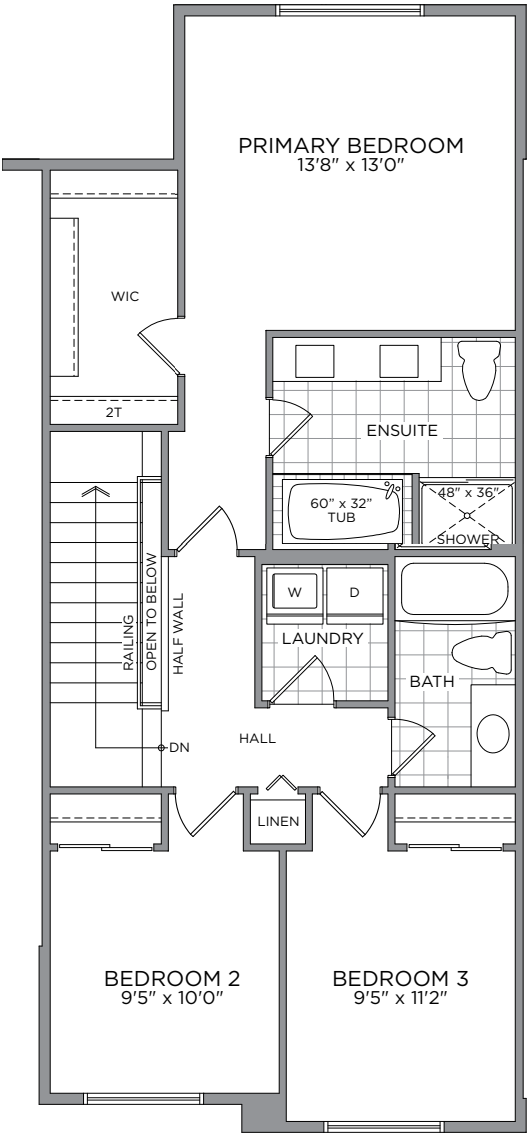 PRIMARY BEDROOM
13'8" x 13'0"
WIC
2T
ENSUITE
60" x 32"
TUB
48" x 36"
SHOWER
RAILING
OPEN TO BELOW
HALF WALL
W
D
LAUNDRY
BATH
HALL
DN
LINEN
BEDROOM 2
9'5" x 10'0"
BEDROOM 3
9'5" x 11'2"